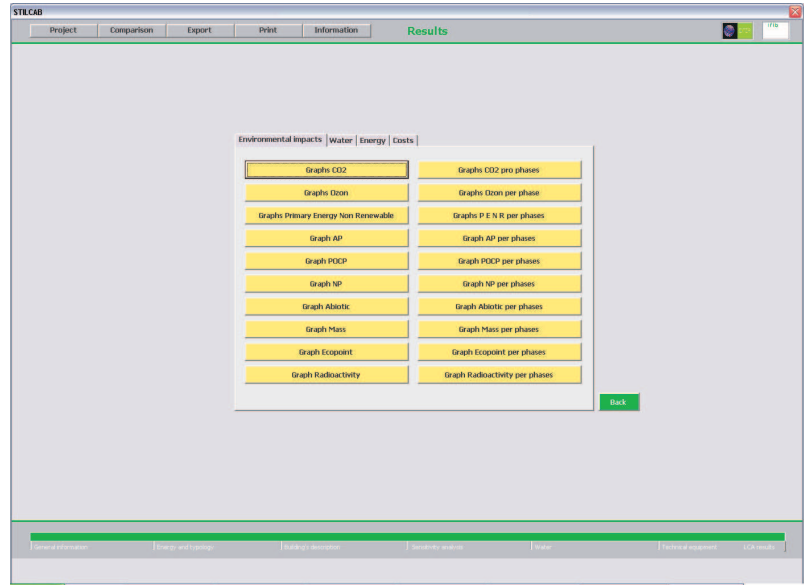 STILCAB
Project Comparison Export Print Information Results
Environmental impacts Water Energy Costs
Graphs CO2 Graphs CO2 pro phases
Graphs Ozon Graphs Ozon per phase
Graphs Primary Energy Non Renewable Graphs P E N R per phases
Graph AP Graph AP per phases
Graph POCP Graph POCP per phases
Graph NP Graph NP per phases
Graph Abiotic Graph Abiotic per phases
Graph Mass Graph Mass per phases
Graph Ecopoint Graph Ecopoint per phases
Graph Radioactivity Graph Radioactivity per phases
Back
General information Energy and typology Building's description Sensitivity analysis Water Technical equipment LCA results